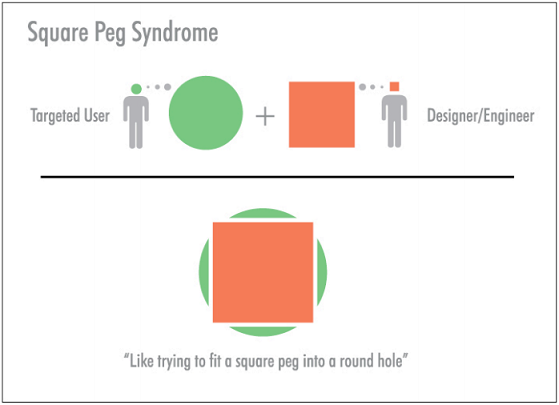 Square Peg Syndrome
Targeted User
+
Designer/Engineer
“Like trying to fit a square peg into a round hole”